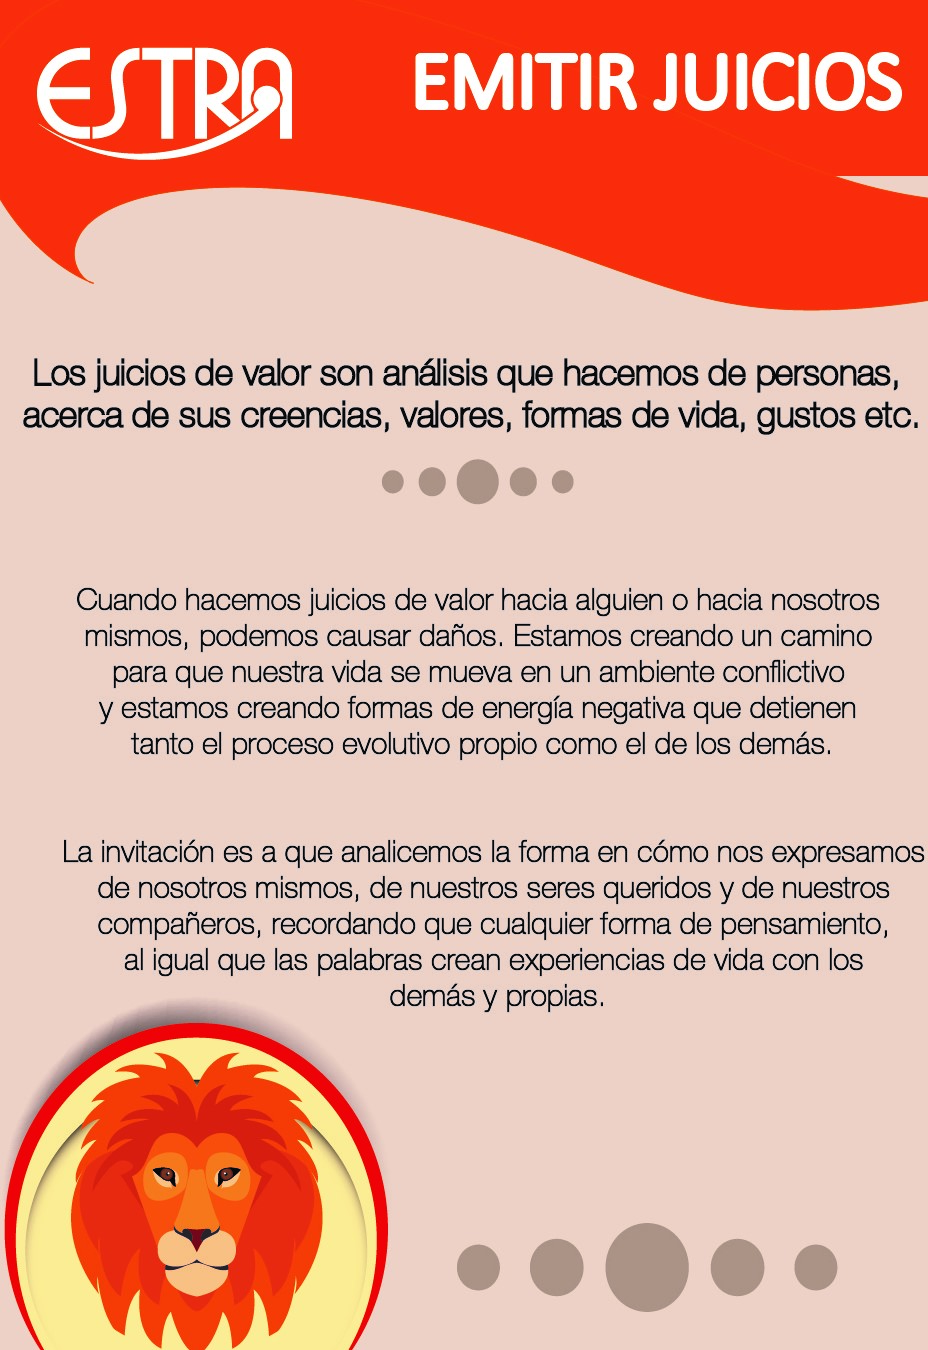 ESTRA
EMITIR JUICIOS
Los juicios de valor son análisis que hacemos de personas,
acerca de sus creencias, valores, formas de vida, gustos etc.
Cuando hacemos juicios de valor hacia alguien o hacia nosotros
mismos, podemos causar daños. Estamos creando un camino
para que nuestra vida se mueva en un ambiente conflictivo
y estamos creando formas de energía negativa que detienen
tanto el proceso evolutivo propio como el de los demás.
La invitación es a que analicemos la forma en cómo nos expresamos
de nosotros mismos, de nuestros seres queridos y de nuestros
compañeros, recordando que cualquier forma de pensamiento,
al igual que las palabras crean experiencias de vida con los
demás y propias.